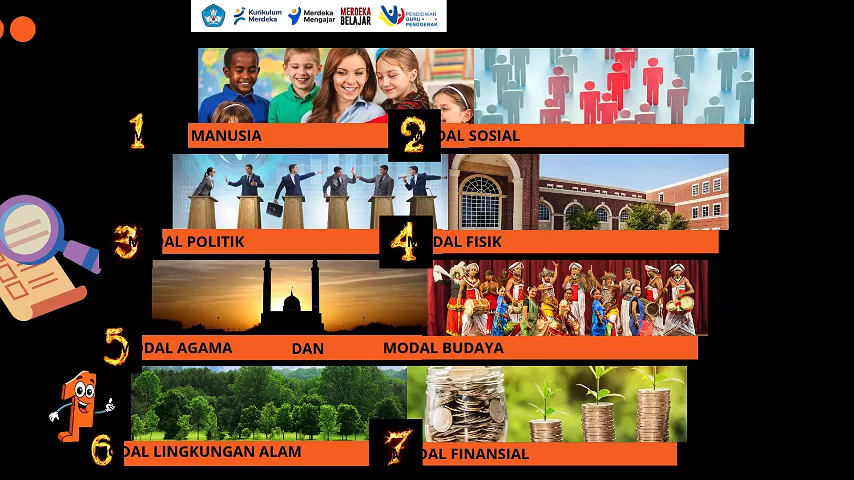 Kurikulum
Merdeka
Merdeka
Mengajar
MERDEKA
BELAJAR
PENDIDIKAN
GURU
PENGGERAK
1
MANUSIA
2
MODAL SOSIAL
3
MODAL POLITIK
4
MODAL FISIK
5
MODAL AGAMA DAN MODAL BUDAYA
6
MODAL LINGKUNGAN ALAM
7
MODAL FINANSIAL